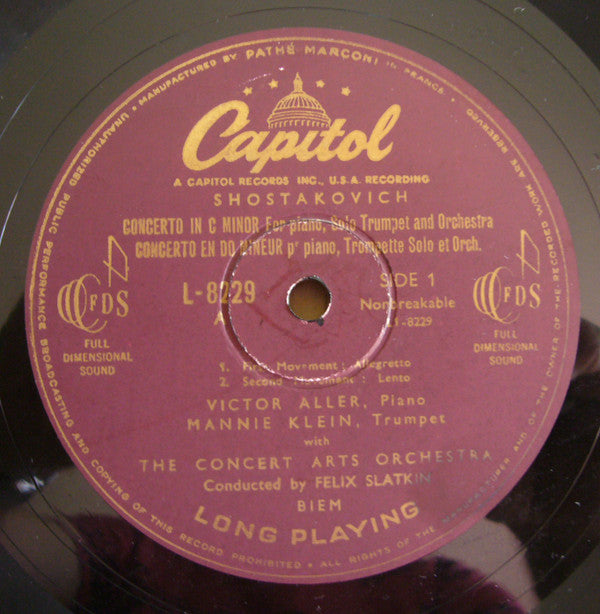 MANUFACTURED BY PATHÉ MARCONI IN FRANCE.
ALL RIGHTS OF THE MANUFACTURER AND OF THE OWNER OF THE RECORDED WORK ARE RESERVED
UNAUTHORIZED PUBLIC PERFORMANCE BROADCASTING AND COPYING OF THIS RECORD PROHIBITED
Capitol
A CAPITOL RECORDS INC., U.S.A. RECORDING
SHOSTAKOVICH
CONCERTO IN C MINOR For piano, Solo Trumpet and Orchestra
CONCERTO EN DO MINEUR pr piano, Trompette Solo et Orch.
L-8229
SIDE 1
A
Nonbreakable
L1-8229
FDS
FULL
DIMENSIONAL
SOUND
FDS
FULL
DIMENSIONAL
SOUND
1. First Movement : Allegretto
2. Second Movement : Lento
VICTOR ALLER, Piano
MANNIE KLEIN, Trumpet
with
THE CONCERT ARTS ORCHESTRA
Conducted by FELIX SLATKIN
BIEM
LONG PLAYING